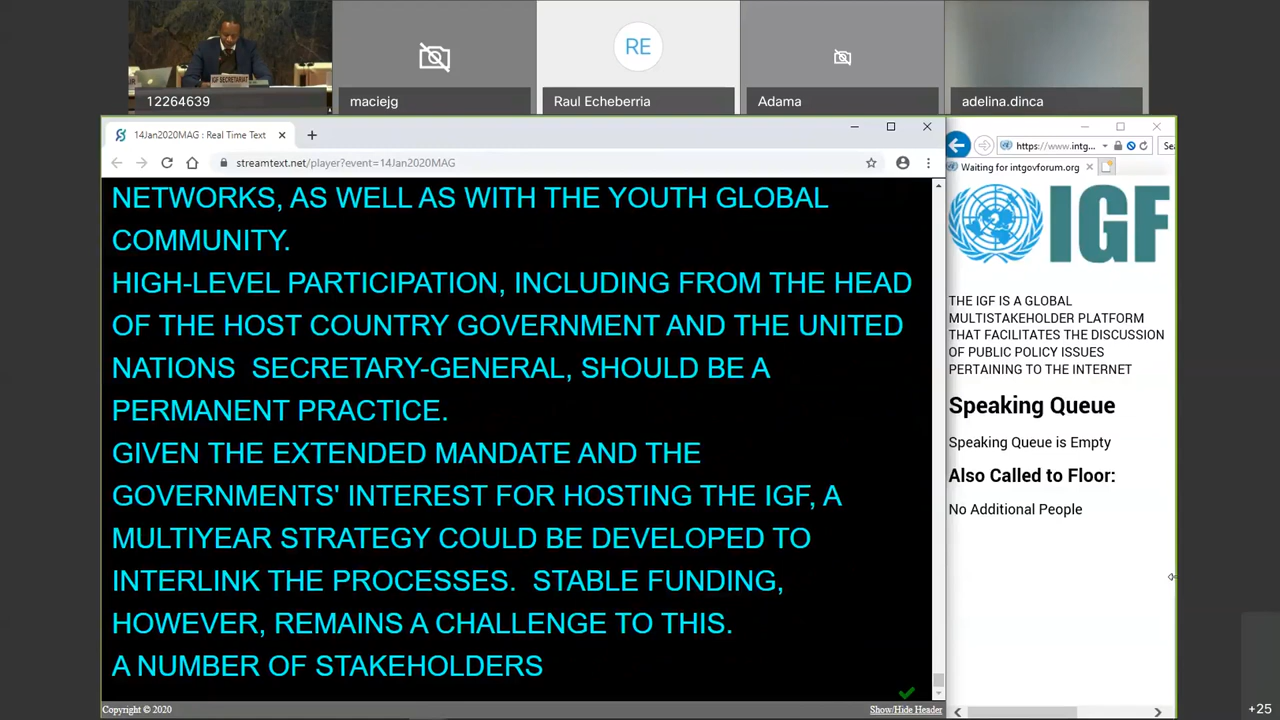 IGF SECRETARIAT
RE
12264639
maciejg
Raul Echeberria
Adama
adelina.dinca
14Jan2020MAG : Real Time Text
streamtext.net/player?event=14Jan2020MAG
NETWORKS, AS WELL AS WITH THE YOUTH GLOBAL
COMMUNITY.
HIGH-LEVEL PARTICIPATION, INCLUDING FROM THE HEAD
OF THE HOST COUNTRY GOVERNMENT AND THE UNITED
NATIONS  SECRETARY-GENERAL, SHOULD BE A
PERMANENT PRACTICE.
GIVEN THE EXTENDED MANDATE AND THE
GOVERNMENTS' INTEREST FOR HOSTING THE IGF, A
MULTIYEAR STRATEGY COULD BE DEVELOPED TO
INTERLINK THE PROCESSES.  STABLE FUNDING,
HOWEVER, REMAINS A CHALLENGE TO THIS.
A NUMBER OF STAKEHOLDERS
Copyright © 2020
Show/Hide Header
https://www.intg...
Sea
Waiting for intgovforum.org
IGF
THE IGF IS A GLOBAL
MULTISTAKEHOLDER PLATFORM
THAT FACILITATES THE DISCUSSION
OF PUBLIC POLICY ISSUES
PERTAINING TO THE INTERNET
Speaking Queue
Speaking Queue is Empty
Also Called to Floor:
No Additional People
+25